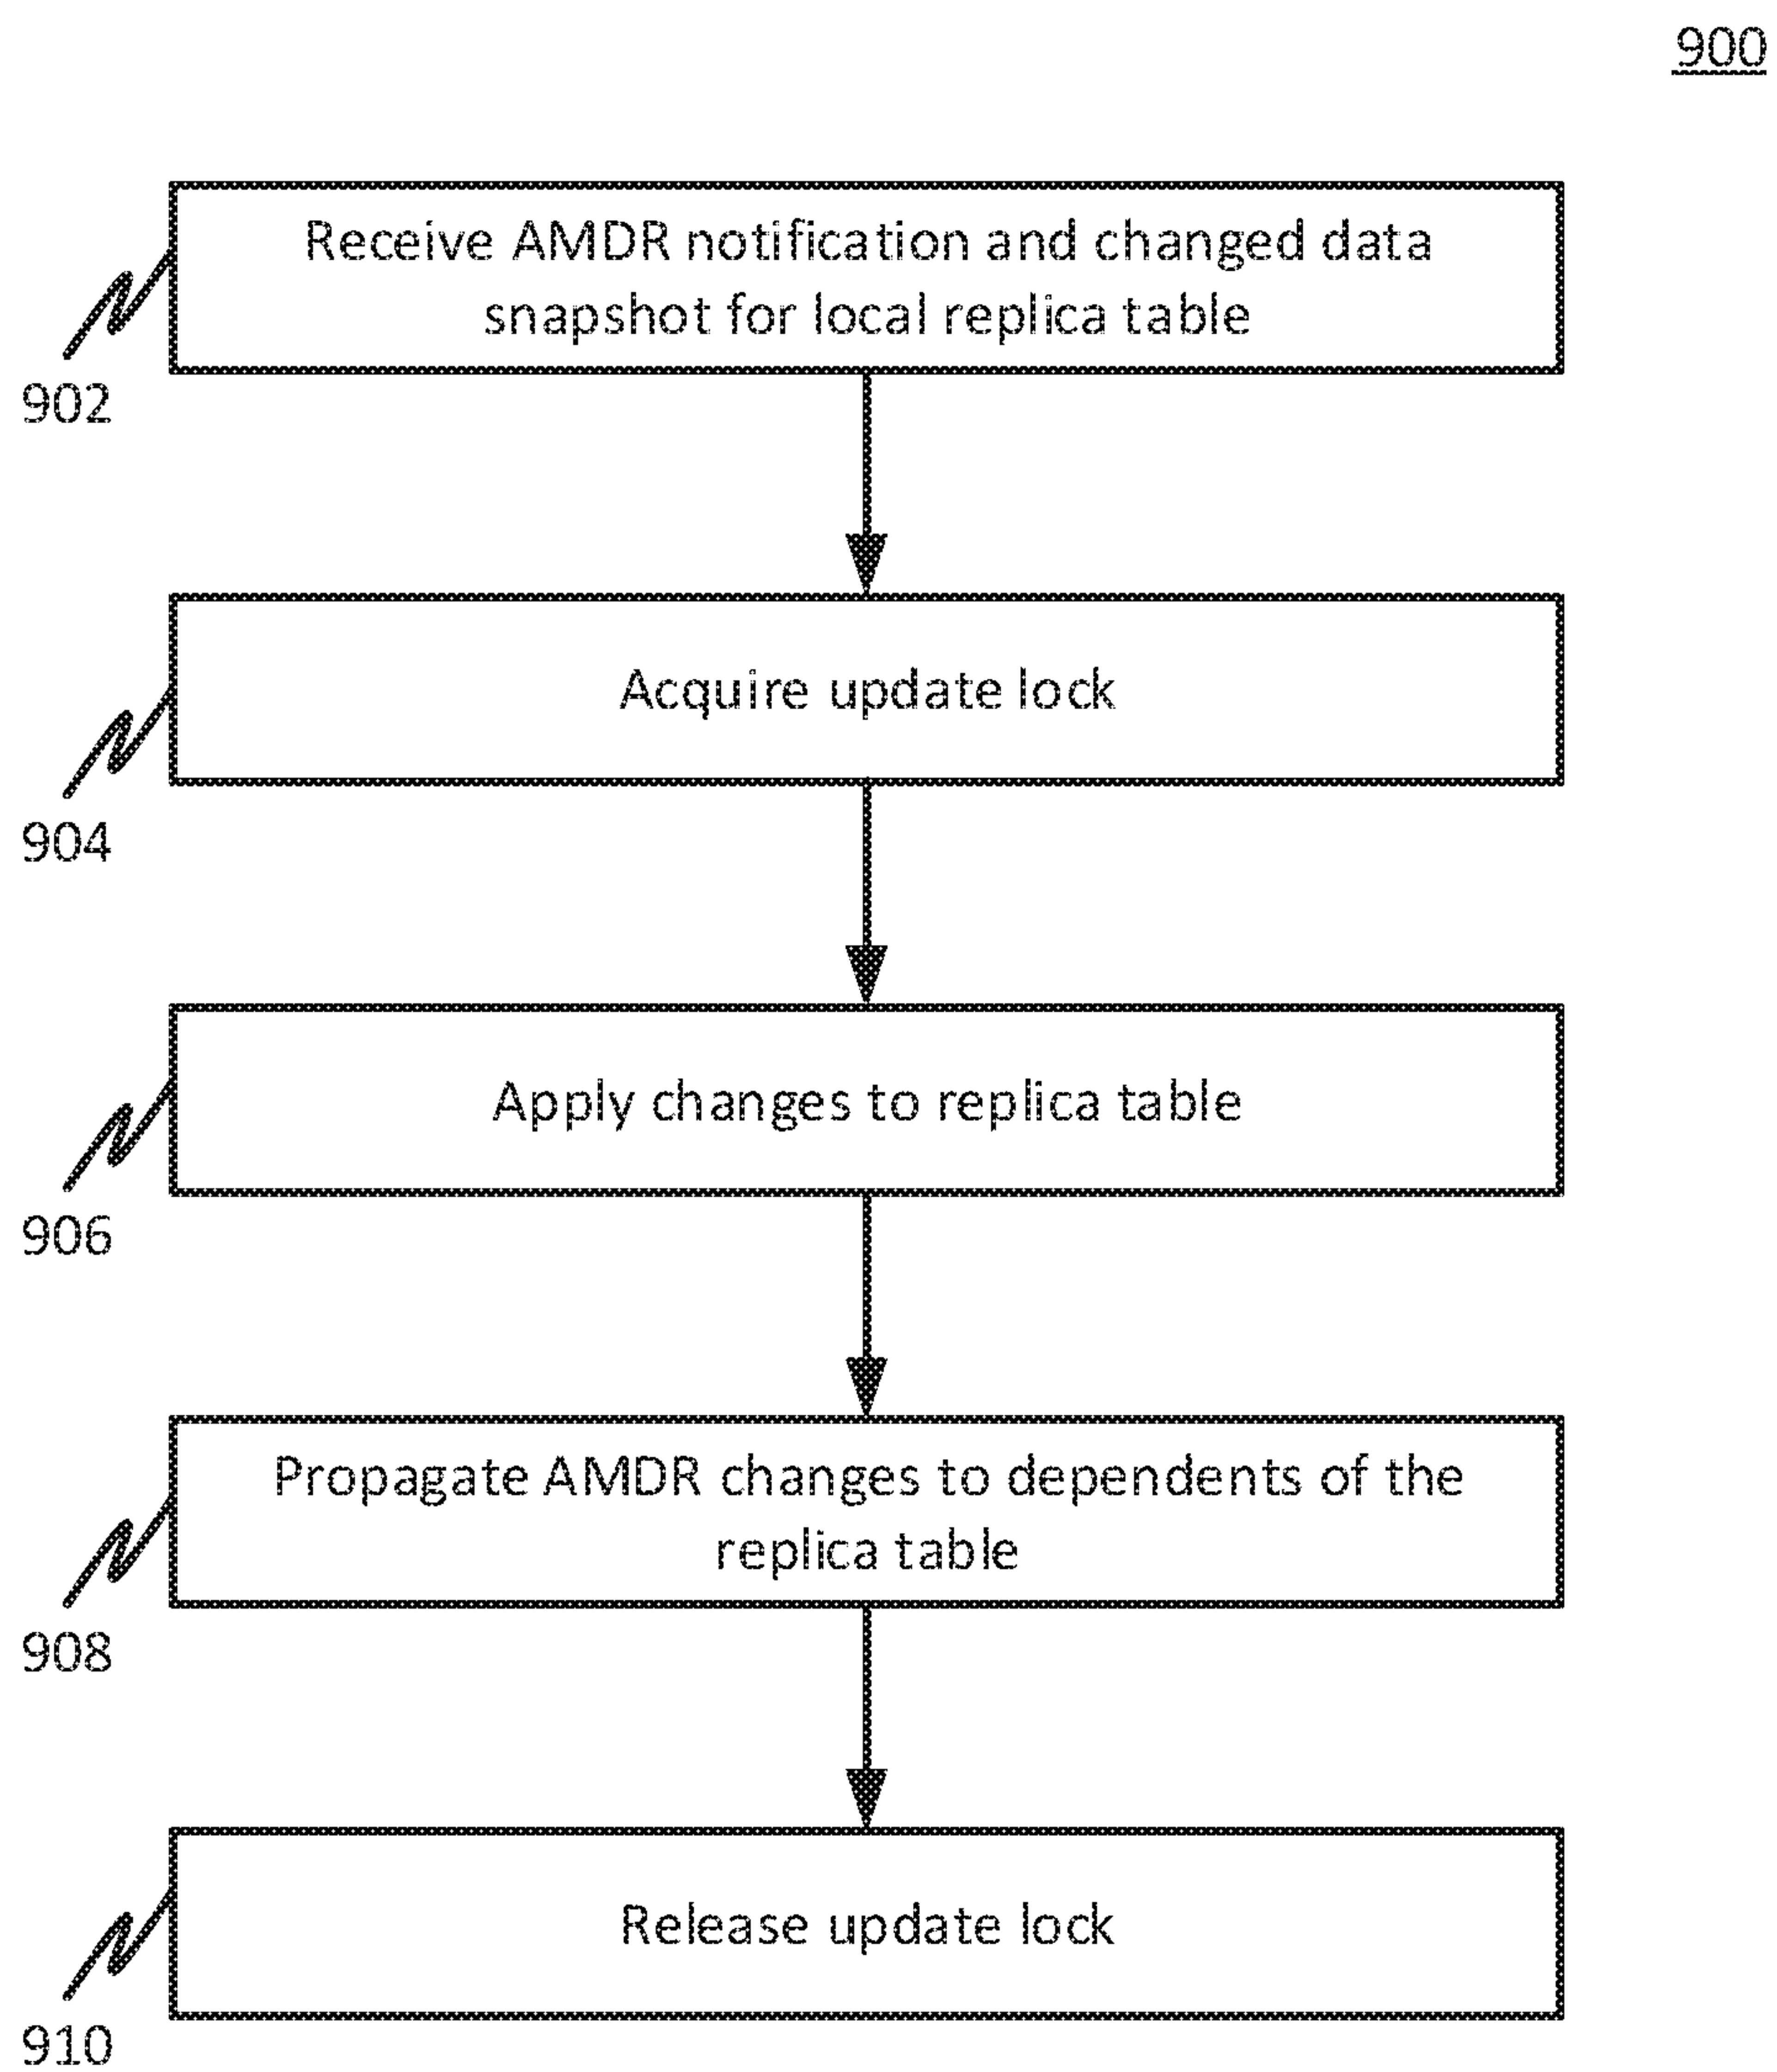 900
Receive AMDR notification and changed data
snapshot for local replica table
902
Acquire update lock
904
Apply changes to replica table
906
Propagate AMDR changes to dependents of the
replica table
908
Release update lock
910